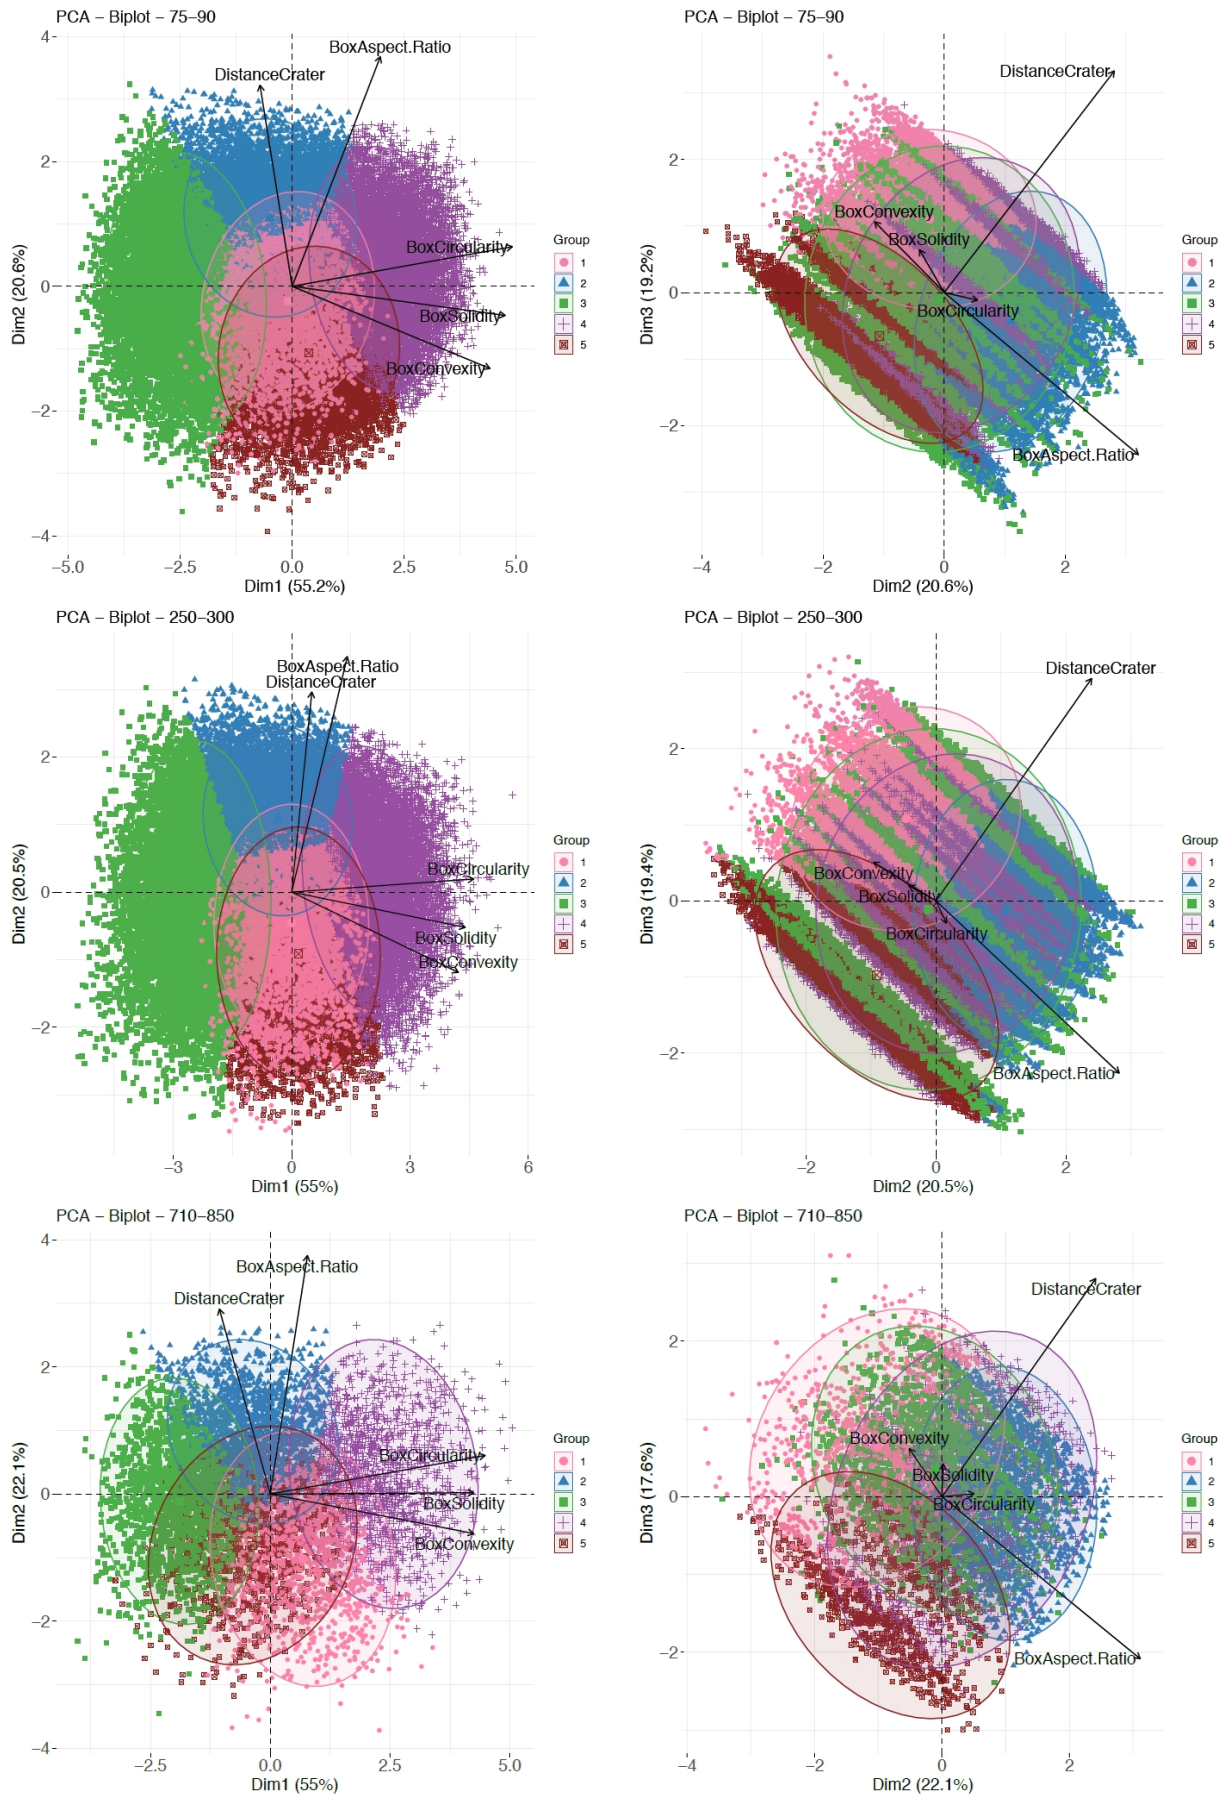 PCA – Biplot – 75–90
4
2
0
−2
−4
−5.0 −2.5 0.0 2.5 5.0
Dim1 (55.2%)
Dim2 (20.6%)
BoxAspect.Ratio
DistanceCrater
BoxCircularity
BoxSolidity
BoxConvexity
Group
1
2
3
4
5
PCA – Biplot – 75–90
2
0
−2
−4 −2 0 2
Dim2 (20.6%)
Dim3 (19.2%)
DistanceCrater
BoxConvexity
BoxSolidity
BoxCircularity
BoxAspect.Ratio
Group
1
2
3
4
5
PCA – Biplot – 250–300
2
0
−2
−3 0 3 6
Dim1 (55%)
Dim2 (20.5%)
BoxAspect.Ratio
DistanceCrater
BoxCircularity
BoxSolidity
BoxConvexity
Group
1
2
3
4
5
PCA – Biplot – 250–300
2
0
−2
−2 0 2
Dim2 (20.5%)
Dim3 (19.4%)
DistanceCrater
BoxConvexity
BoxSolidity
BoxCircularity
BoxAspect.Ratio
Group
1
2
3
4
5
PCA – Biplot – 710–850
4
2
0
−2
−4
−2.5 0.0 2.5 5.0
Dim1 (55%)
Dim2 (22.1%)
BoxAspect.Ratio
DistanceCrater
BoxCircularity
BoxSolidity
BoxConvexity
Group
1
2
3
4
5
PCA – Biplot – 710–850
2
0
−2
−4 −2 0 2
Dim2 (22.1%)
Dim3 (17.6%)
DistanceCrater
BoxConvexity
BoxSolidity
BoxCircularity
BoxAspect.Ratio
Group
1
2
3
4
5